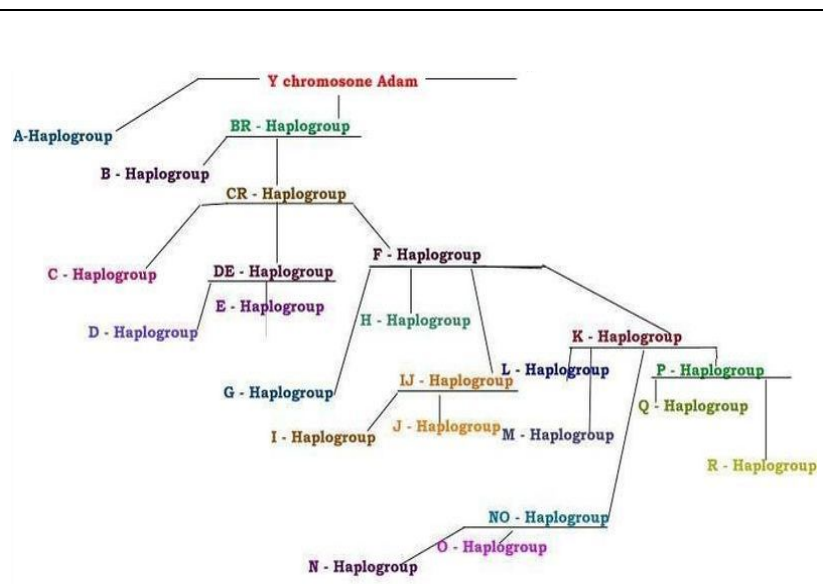 Y chromosone Adam
BR - Haplogroup
A-Haplogroup
B - Haplogroup
CR - Haplogroup
F - Haplogroup
C - Haplogroup
DE - Haplogroup
E - Haplogroup
H - Haplogroup
D - Haplogroup
K - Haplogroup
L - Haplogroup
P - Haplogroup
IJ - Haplogroup
G - Haplogroup
Q - Haplogroup
J - Haplogroup
I - Haplogroup
M - Haplogroup
R - Haplogroup
NO - Haplogroup
O - Haplogroup
N - Haplogroup